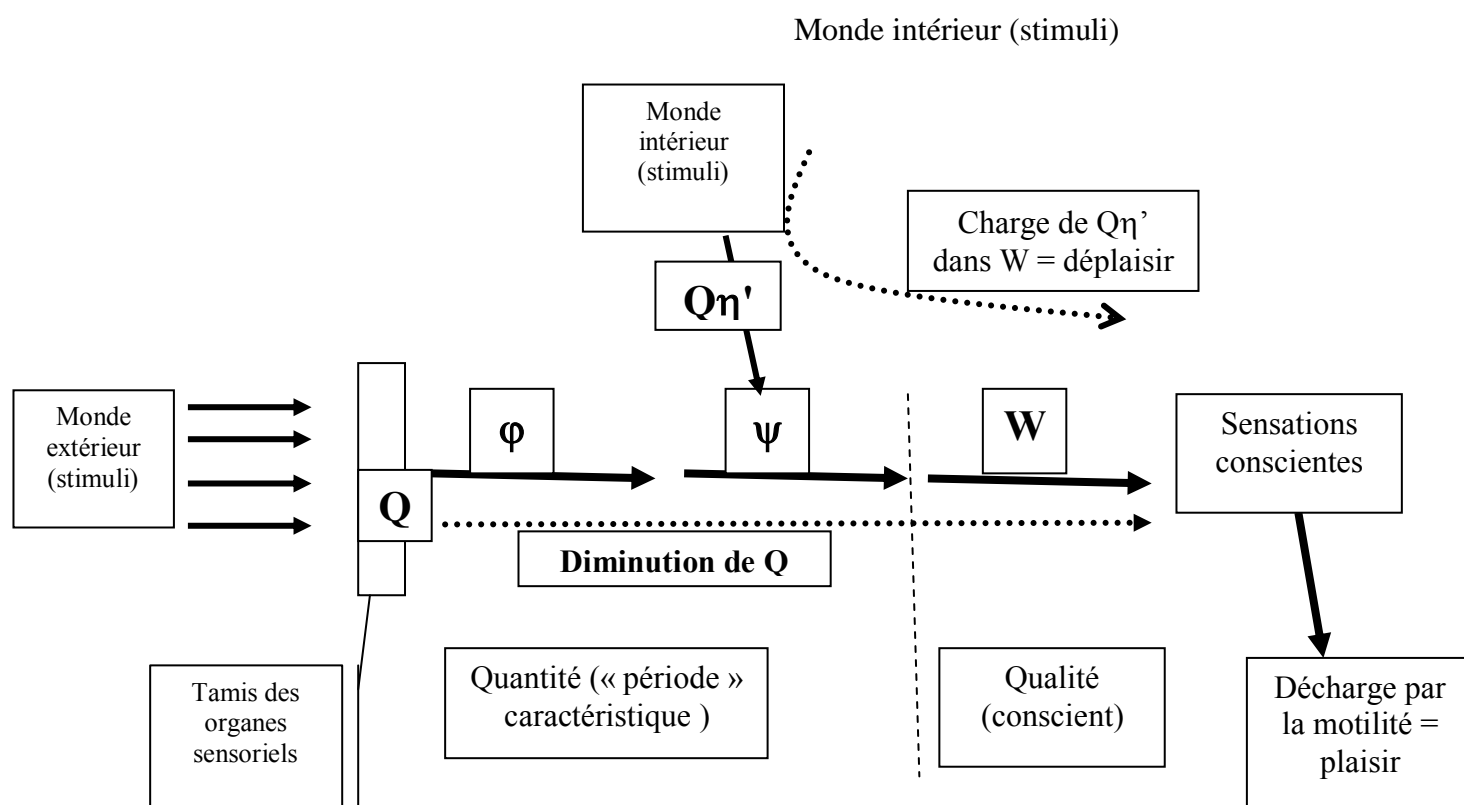 Monde intérieur (stimuli)
Monde
intérieur
(stimuli)
Charge de Qη’
dans W = déplaisir
Qη'
Monde
extérieur
(stimuli)
φ
ψ
W
Sensations
conscientes
Q
Diminution de Q
Tamis des
organes
sensoriels
Quantité (« période »
caractéristique )
Qualité
(conscient)
Décharge par
la motilité =
plaisir